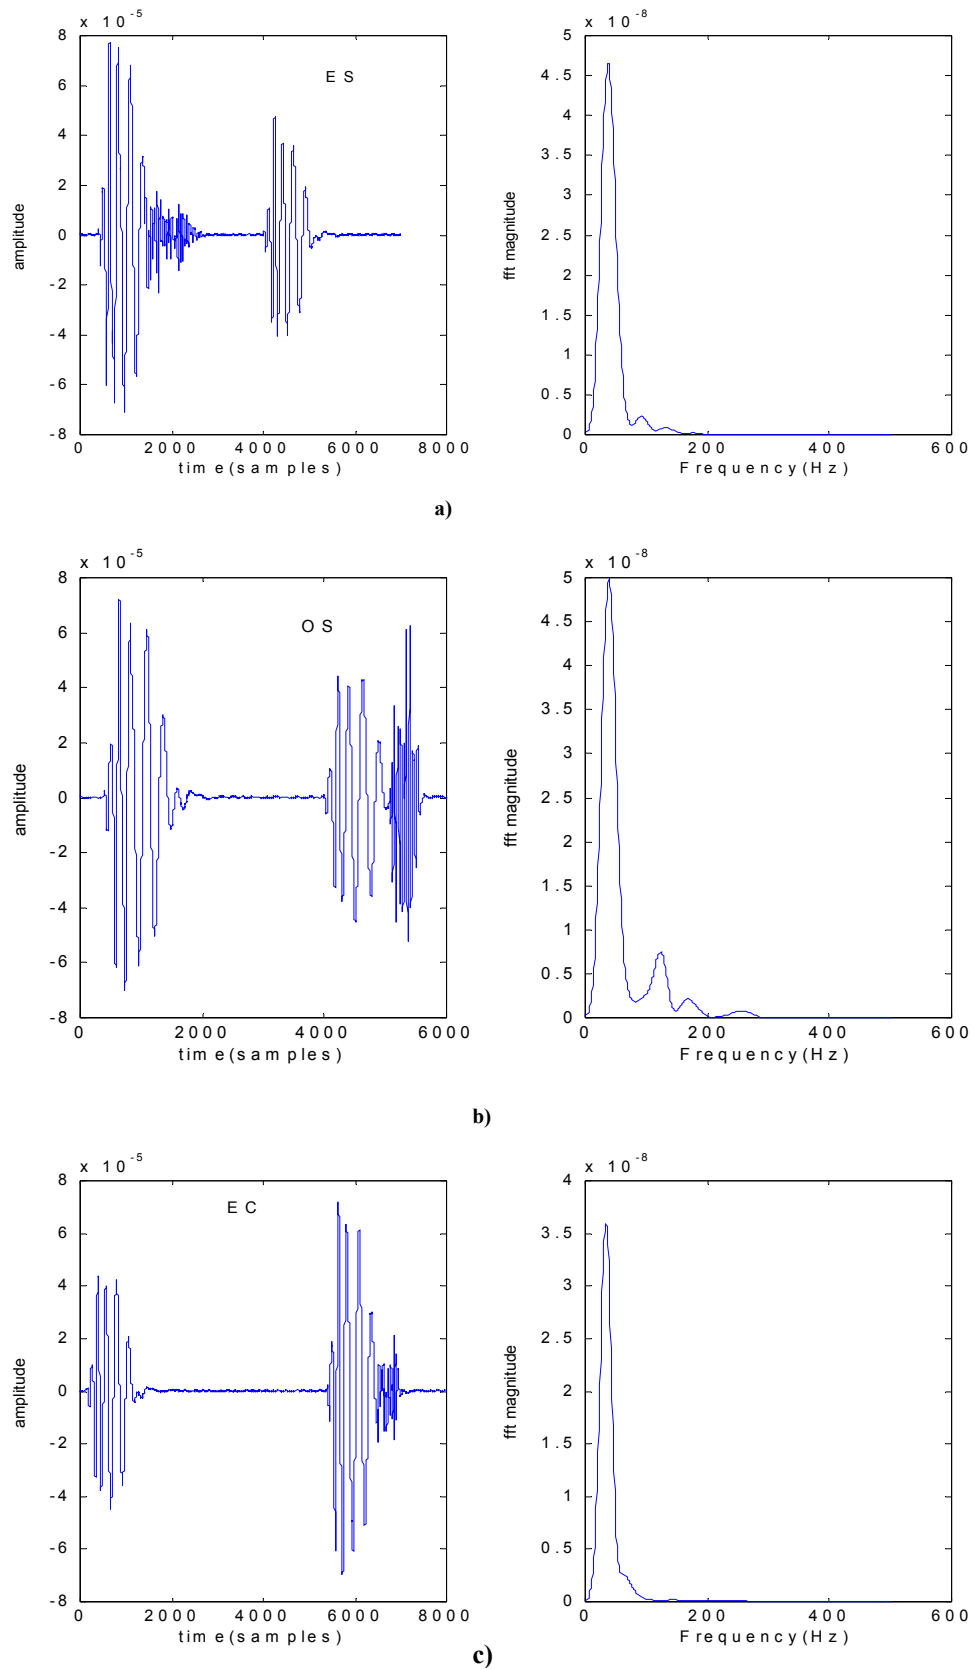 x 10-5
8
6
4
2
0
-2
-4
-6
-8
amplitude
E S
0 2000 4000 6000 8000
time(samples)
x 10-8
5
4.5
4
3.5
3
2.5
2
1.5
1
0.5
0
fft magnitude
0 200 400 600
Frequency(Hz)
a)
x 10-5
8
6
4
2
0
-2
-4
-6
-8
amplitude
O S
0 2000 4000 6000
time(samples)
x 10-8
5
4.5
4
3.5
3
2.5
2
1.5
1
0.5
0
fft magnitude
0 200 400 600
Frequency(Hz)
b)
x 10-5
8
6
4
2
0
-2
-4
-6
-8
amplitude
E C
0 2000 4000 6000 8000
time(samples)
x 10-8
4
3.5
3
2.5
2
1.5
1
0.5
0
fft magnitude
0 200 400 600
Frequency(Hz)
c)